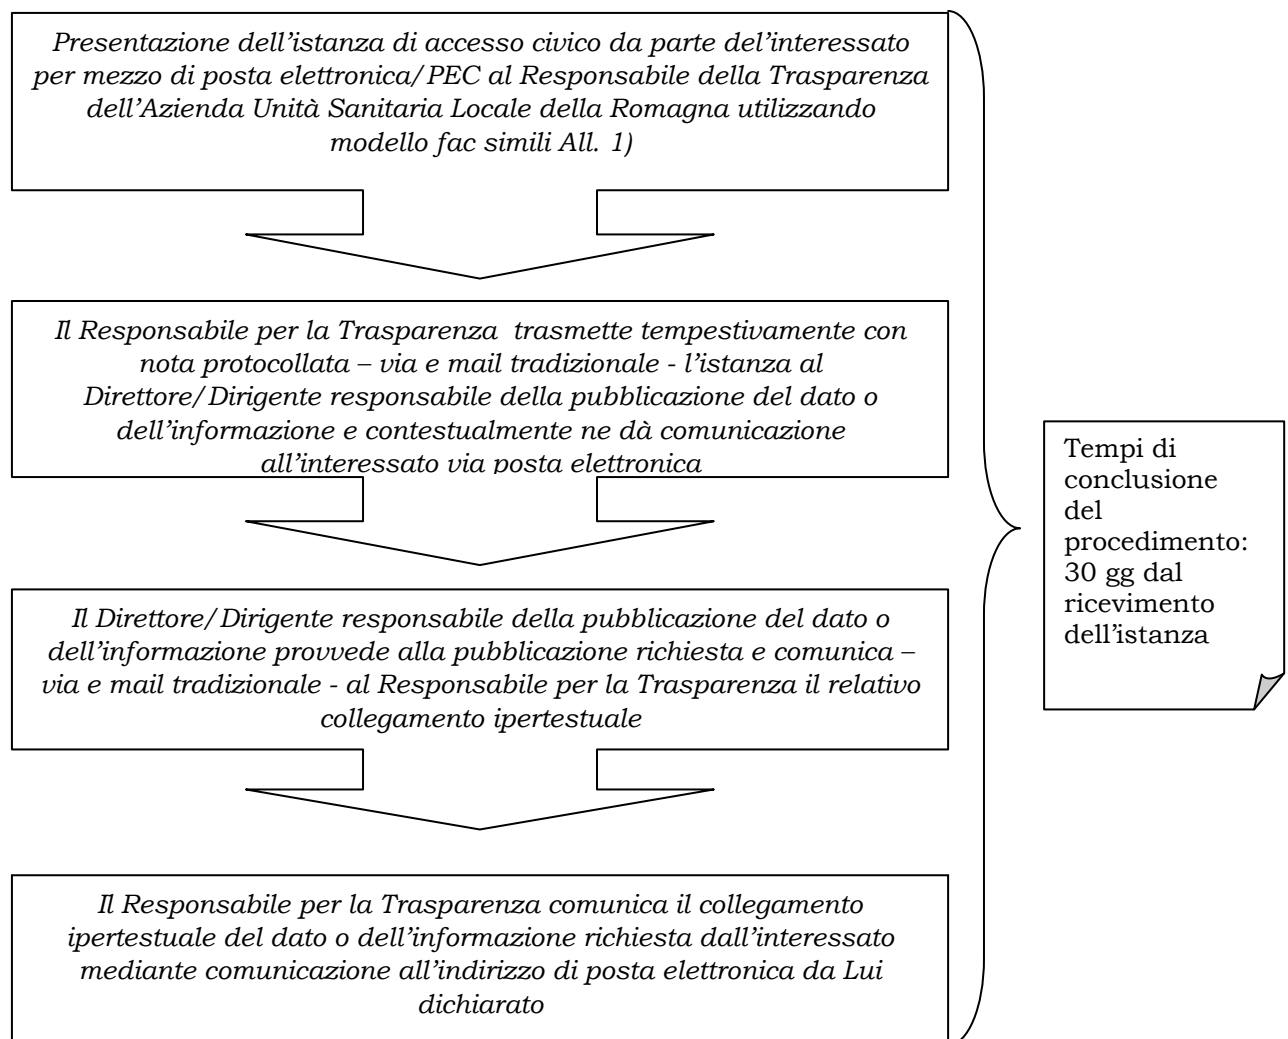 Presentazione dell’istanza di accesso civico da parte del’interessato
per mezzo di posta elettronica/PEC al Responsabile della Trasparenza
dell’Azienda Unità Sanitaria Locale della Romagna utilizzando
modello fac simili All. 1)
Il Responsabile per la Trasparenza  trasmette tempestivamente con
nota protocollata – via e mail tradizionale - l’istanza al
Direttore/Dirigente responsabile della pubblicazione del dato o
dell’informazione e contestualmente ne dà comunicazione
all’interessato via posta elettronica
Il Direttore/Dirigente responsabile della pubblicazione del dato o
dell’informazione provvede alla pubblicazione richiesta e comunica –
via e mail tradizionale - al Responsabile per la Trasparenza il relativo
collegamento ipertestuale
Il Responsabile per la Trasparenza comunica il collegamento
ipertestuale del dato o dell’informazione richiesta dall’interessato
mediante comunicazione all’indirizzo di posta elettronica da Lui
dichiarato
Tempi di
conclusione
del
procedimento:
30 gg dal
ricevimento
dell’istanza